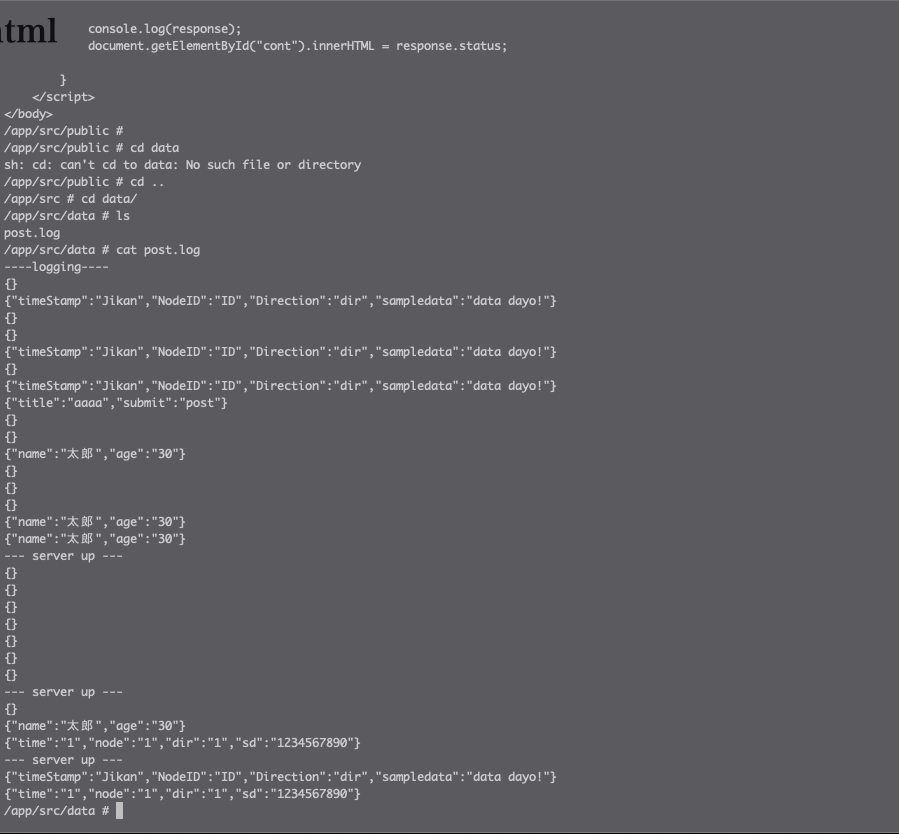 html
        console.log(response);
        document.getElementById("cont").innerHTML = response.status;
        }
    </script>
</body>
/app/src/public #
/app/src/public # cd data
sh: cd: can't cd to data: No such file or directory
/app/src/public # cd ..
/app/src # cd data/
/app/src/data # ls
post.log
/app/src/data # cat post.log
----logging----
{}
{"timeStamp":"Jikan","NodeID":"ID","Direction":"dir","sampledata":"data dayo!"}
{}
{}
{"timeStamp":"Jikan","NodeID":"ID","Direction":"dir","sampledata":"data dayo!"}
{}
{"timeStamp":"Jikan","NodeID":"ID","Direction":"dir","sampledata":"data dayo!"}
{"title":"aaaa","submit":"post"}
{}
{}
{"name":"太郎","age":"30"}
{}
{}
{}
{"name":"太郎","age":"30"}
{"name":"太郎","age":"30"}
--- server up ---
{}
{}
{}
{}
{}
{}
{}
--- server up ---
{}
{"name":"太郎","age":"30"}
{"time":"1","node":"1","dir":"1","sd":"1234567890"}
--- server up ---
{"timeStamp":"Jikan","NodeID":"ID","Direction":"dir","sampledata":"data dayo!"}
{"time":"1","node":"1","dir":"1","sd":"1234567890"}
/app/src/data #